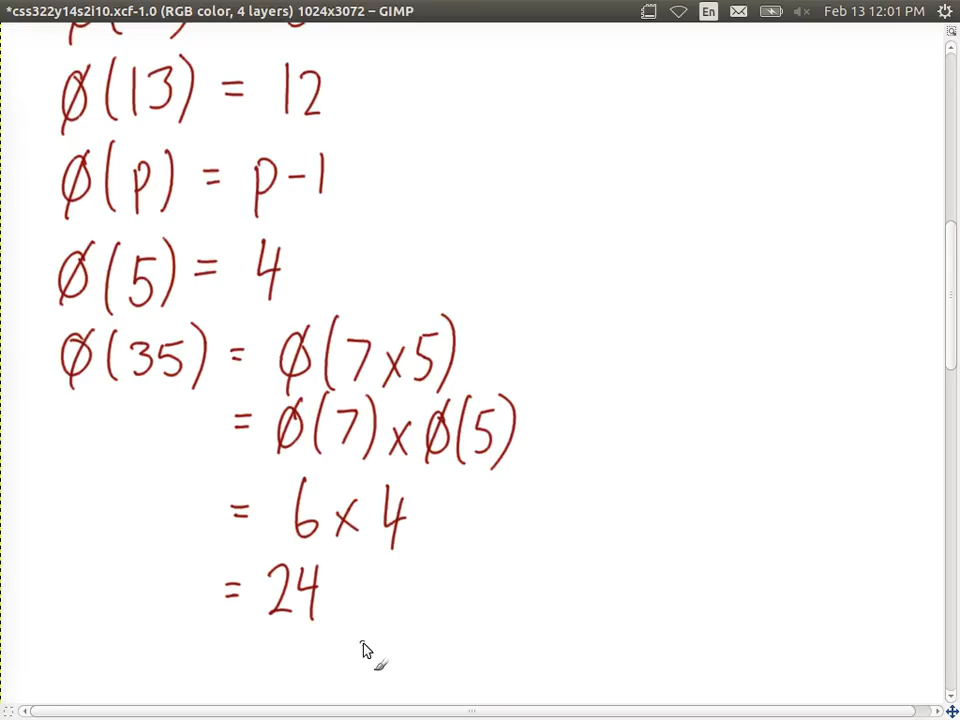 *css322y14s2i10.xcf-1.0 (RGB color, 4 layers) 1024x3072 – GIMP
En
Feb 13 12:01 PM
ø(13) = 12
ø(p) = p-1
ø(5) = 4
ø(35) = ø(7x5)
= ø(7) x ø(5)
= 6 x 4
= 24